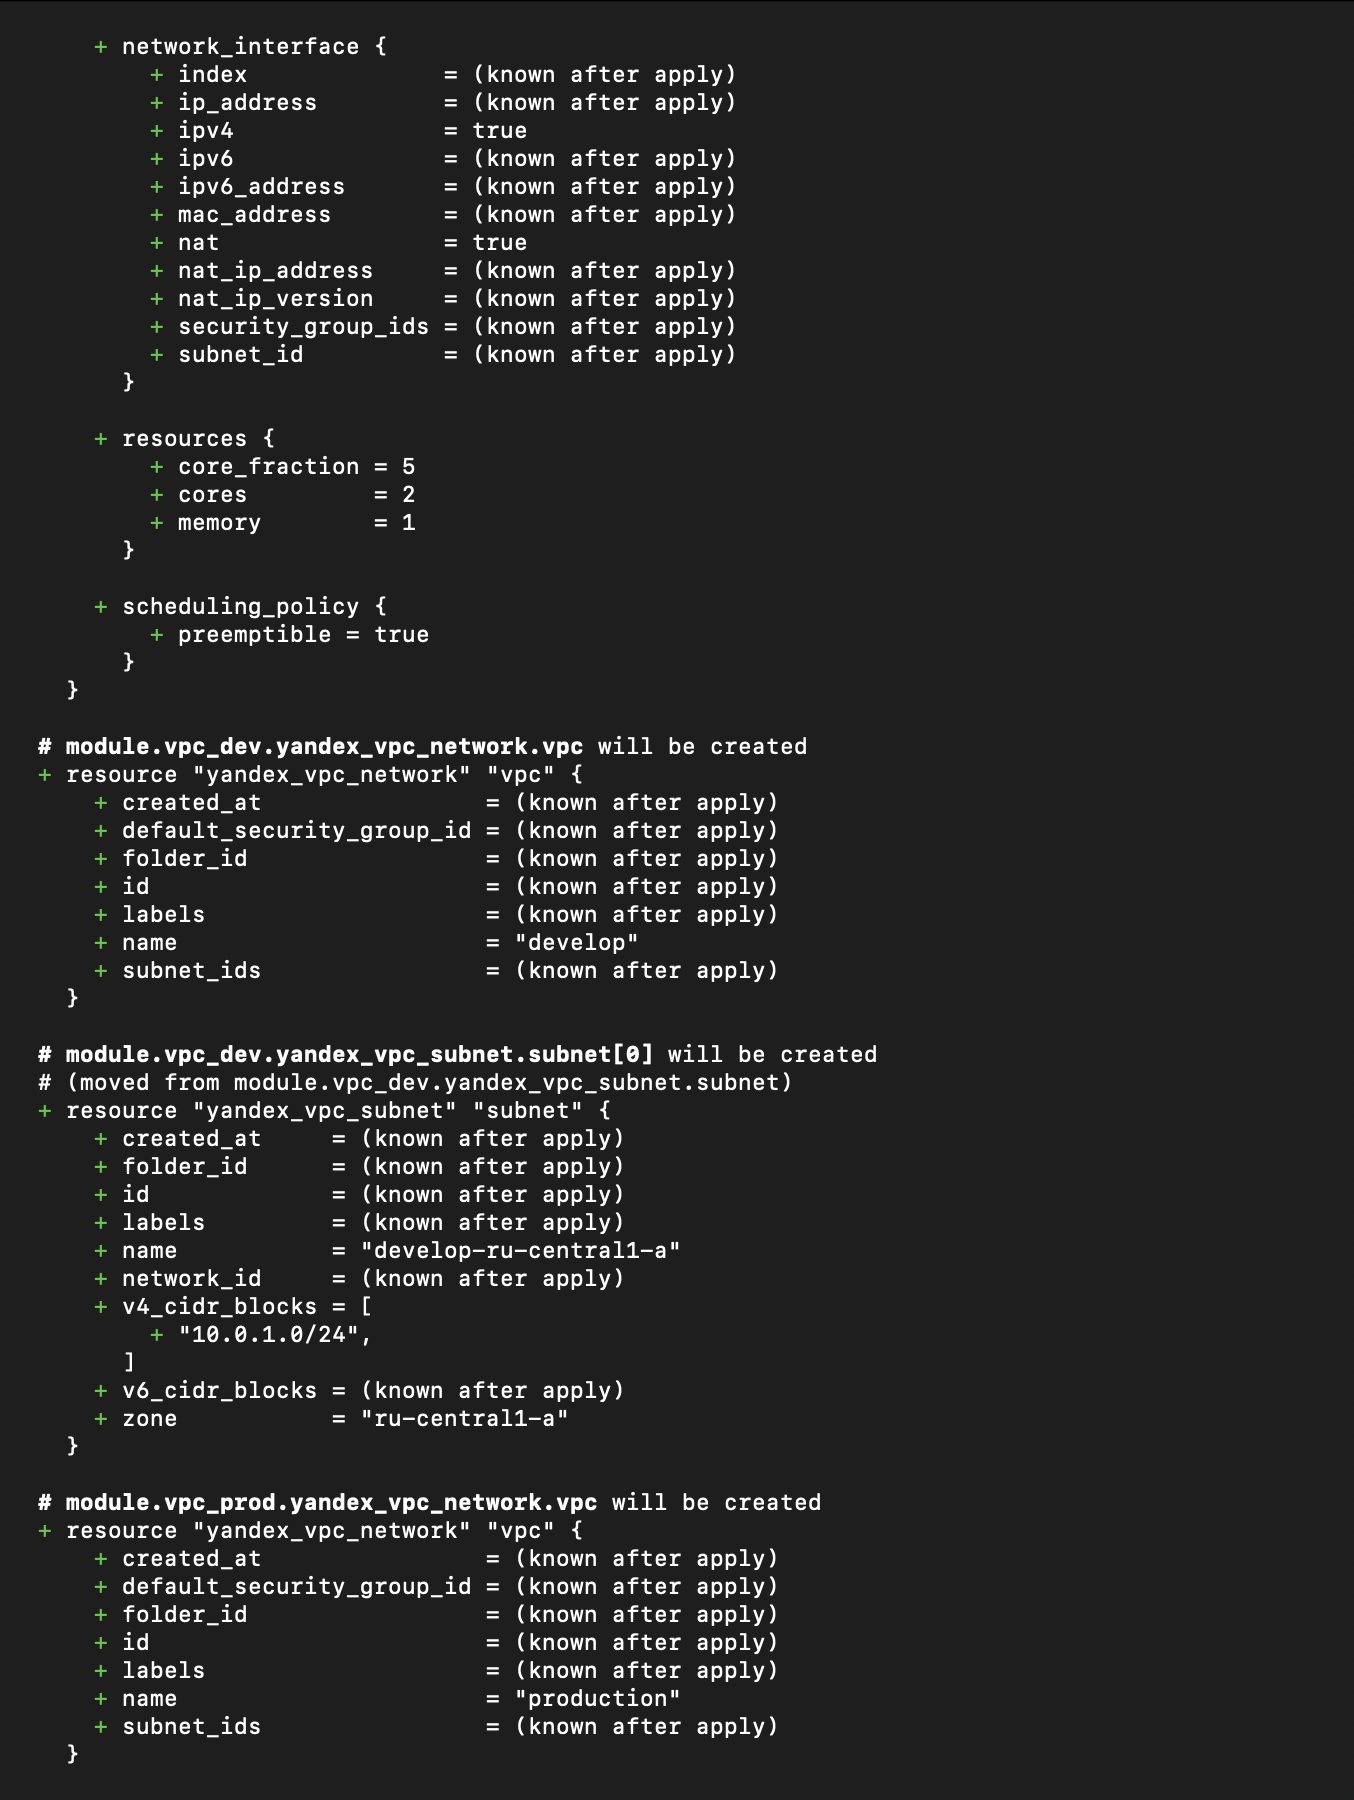 + network_interface {
+ index = (known after apply)
+ ip_address = (known after apply)
+ ipv4 = true
+ ipv6 = (known after apply)
+ ipv6_address = (known after apply)
+ mac_address = (known after apply)
+ nat = true
+ nat_ip_address = (known after apply)
+ nat_ip_version = (known after apply)
+ security_group_ids = (known after apply)
+ subnet_id = (known after apply)
}
+ resources {
+ core_fraction = 5
+ cores = 2
+ memory = 1
}
+ scheduling_policy {
+ preemptible = true
}
}
# module.vpc_dev.yandex_vpc_network.vpc will be created
+ resource "yandex_vpc_network" "vpc" {
+ created_at = (known after apply)
+ default_security_group_id = (known after apply)
+ folder_id = (known after apply)
+ id = (known after apply)
+ labels = (known after apply)
+ name = "develop"
+ subnet_ids = (known after apply)
}
# module.vpc_dev.yandex_vpc_subnet.subnet[0] will be created
# (moved from module.vpc_dev.yandex_vpc_subnet.subnet)
+ resource "yandex_vpc_subnet" "subnet" {
+ created_at = (known after apply)
+ folder_id = (known after apply)
+ id = (known after apply)
+ labels = (known after apply)
+ name = "develop-ru-central1-a"
+ network_id = (known after apply)
+ v4_cidr_blocks = [
+ "10.0.1.0/24",
]
+ v6_cidr_blocks = (known after apply)
+ zone = "ru-central1-a"
}
# module.vpc_prod.yandex_vpc_network.vpc will be created
+ resource "yandex_vpc_network" "vpc" {
+ created_at = (known after apply)
+ default_security_group_id = (known after apply)
+ folder_id = (known after apply)
+ id = (known after apply)
+ labels = (known after apply)
+ name = "production"
+ subnet_ids = (known after apply)
}